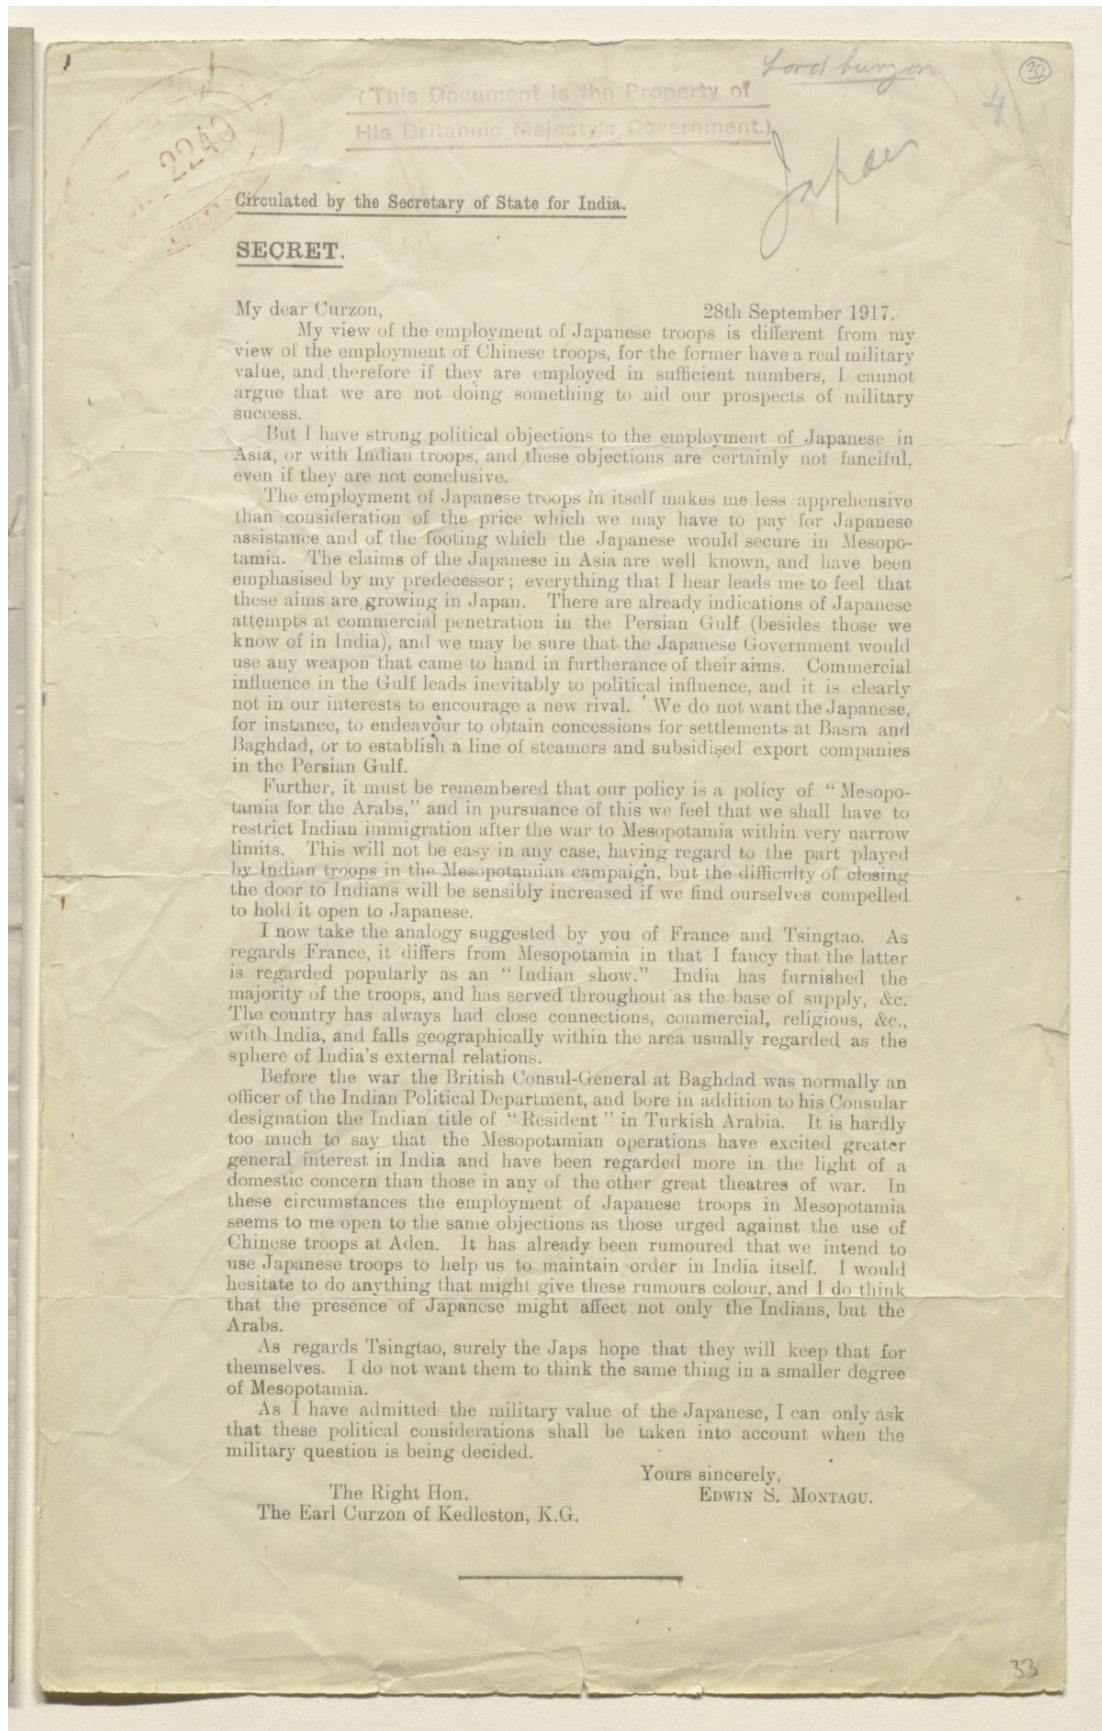 Lord Curzon
32
(This Document is the Property of
4
His Britannic Majesty's Government.)
2240
Japan
Circulated by the Secretary of State for India.
SECRET.
My dear Curzon, 28th September 1917.
My view of the employment of Japanese troops is different from my
view of the employment of Chinese troops, for the former have a real military
value, and therefore if they are employed in sufficient numbers, I cannot
argue that we are not doing something to aid our prospects of military
success.
But I have strong political objections to the employment of Japanese in
Asia, or with Indian troops, and these objections are certainly not fanciful,
even if they are not conclusive.
The employment of Japanese troops in itself makes me less apprehensive
than consideration of the price which we may have to pay for Japanese
assistance and of the footing which the Japanese would secure in Mesopo-
tamia. The claims of the Japanese in Asia are well known, and have been
emphasised by my predecessor; everything that I hear leads me to feel that
these aims are growing in Japan. There are already indications of Japanese
attempts at commercial penetration in the Persian Gulf (besides those we
know of in India), and we may be sure that the Japanese Government would
use any weapon that came to hand in furtherance of their aims. Commercial
influence in the Gulf leads inevitably to political influence, and it is clearly
not in our interests to encourage a new rival. We do not want the Japanese,
for instance, to endeavour to obtain concessions for settlements at Basra and
Baghdad, or to establish a line of steamers and subsidised export companies
in the Persian Gulf.
Further, it must be remembered that our policy is a policy of "Mesopo-
tamia for the Arabs," and in pursuance of this we feel that we shall have to
restrict Indian immigration after the war to Mesopotamia within very narrow
limits. This will not be easy in any case, having regard to the part played
by Indian troops in the Mesopotamian campaign, but the difficulty of closing
the door to Indians will be sensibly increased if we find ourselves compelled
to hold it open to Japanese.
I now take the analogy suggested by you of France and Tsingtao. As
regards France, it differs from Mesopotamia in that I fancy that the latter
is regarded popularly as an "Indian show." India has furnished the
majority of the troops, and has served throughout as the base of supply, &c.
The country has always had close connections, commercial, religious, &c.,
with India, and falls geographically within the area usually regarded as the
sphere of India's external relations.
Before the war the British Consul-General at Baghdad was normally an
officer of the Indian Political Department, and bore in addition to his Consular
designation the Indian title of "Resident" in Turkish Arabia. It is hardly
too much to say that the Mesopotamian operations have excited greater
general interest in India and have been regarded more in the light of a
domestic concern than those in any of the other great theatres of war. In
these circumstances the employment of Japanese troops in Mesopotamia
seems to me open to the same objections as those urged against the use of
Chinese troops at Aden. It has already been rumoured that we intend to
use Japanese troops to help us to maintain order in India itself. I would
hesitate to do anything that might give these rumours colour, and I do think
that the presence of Japanese might affect not only the Indians, but the
Arabs.
As regards Tsingtao, surely the Japs hope that they will keep that for
themselves. I do not want them to think the same thing in a smaller degree
of Mesopotamia.
As I have admitted the military value of the Japanese, I can only ask
that these political considerations shall be taken into account when the
military question is being decided.
Yours sincerely,
The Right Hon. EDWIN S. MONTAGU.
The Earl Curzon of Kedleston, K.G.
33